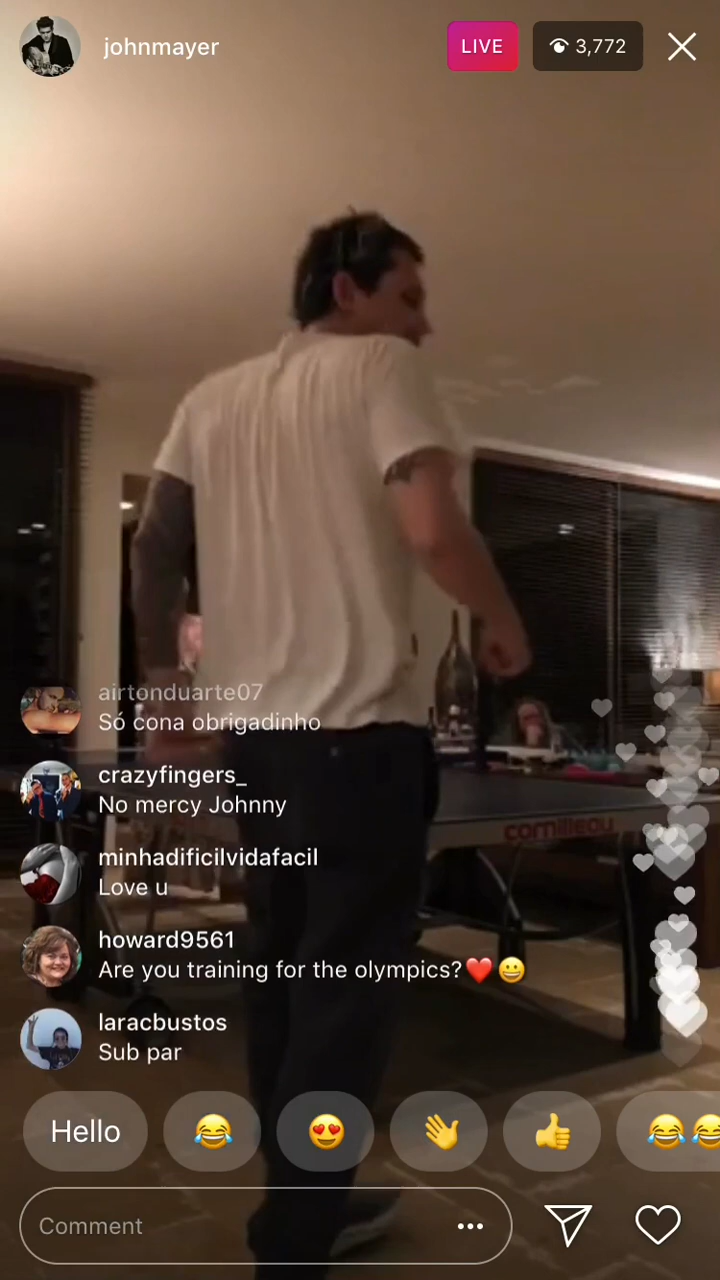 johnmayer
LIVE
3,772
airtonduarte07
Só cona obrigadinho
crazyfingers_
No mercy Johnny
minhadificilvidafacil
Love u
cornilleau
howard9561
Are you training for the olympics?❤️😀
laracbustos
Sub par
Hello
Comment